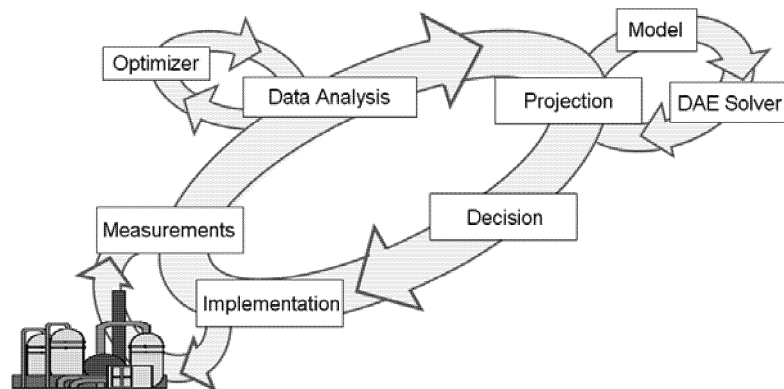 Model
Optimizer
Data Analysis
Projection
DAE Solver
Measurements
Decision
Implementation